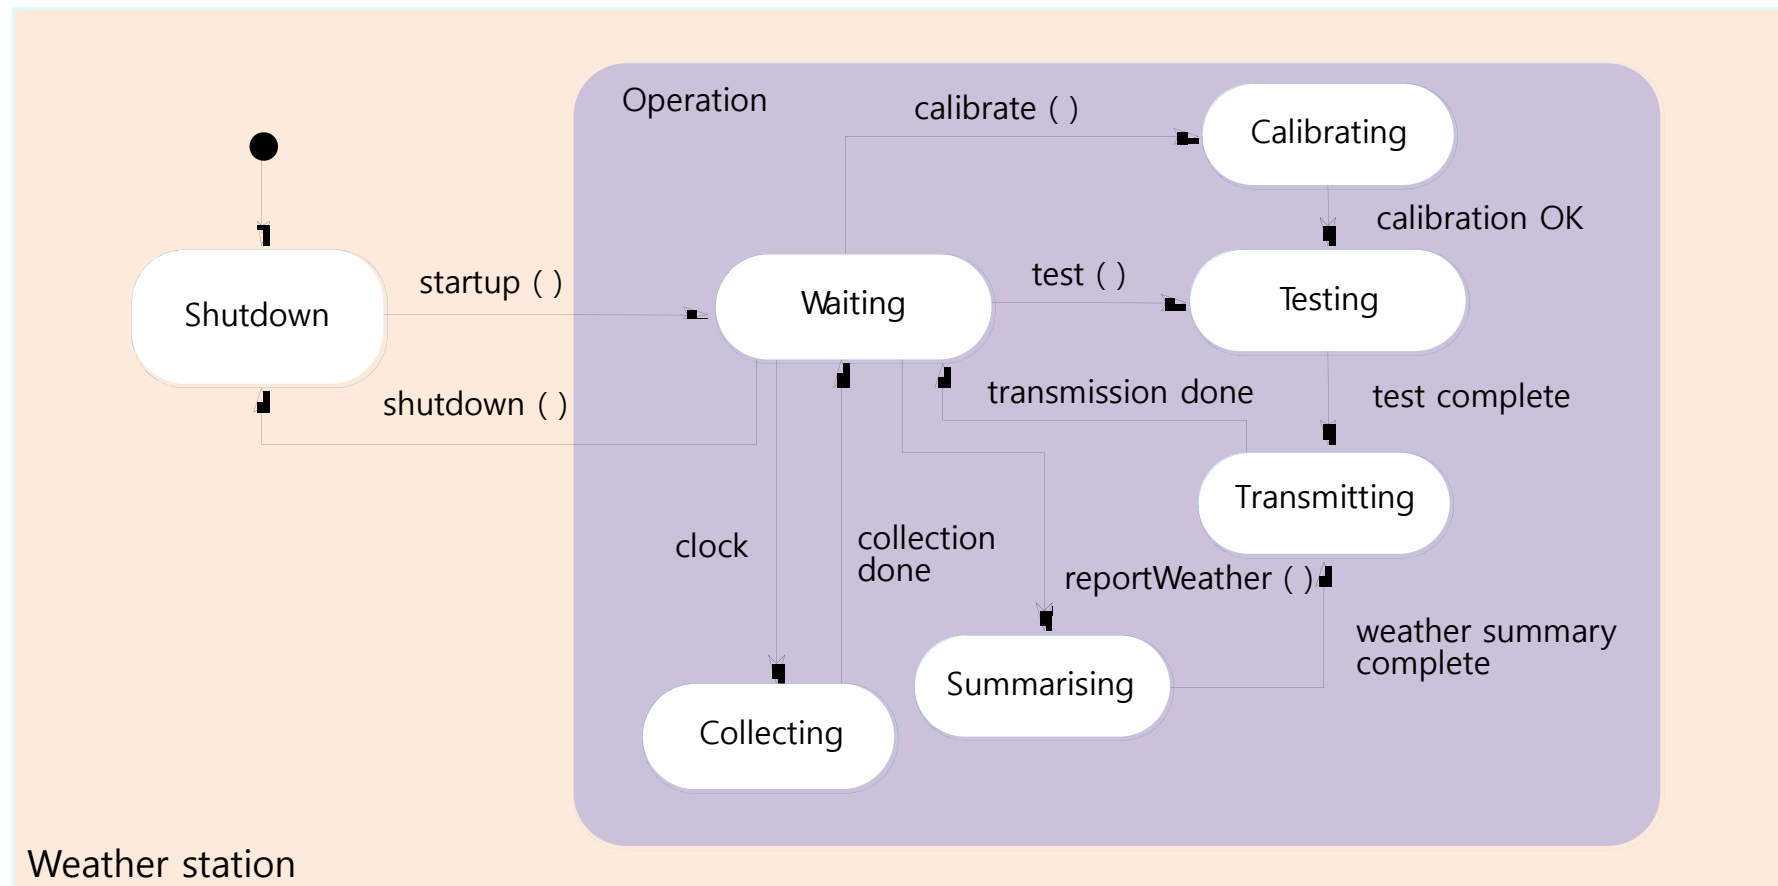 Operation
calibrate ( )
Calibrating
calibration OK
startup ( )
Shutdown
Waiting
test ( )
Testing
shutdown ( )
transmission done
test complete
Transmitting
clock
collection
done
reportWeather ( )
weather summary
complete
Summarising
Collecting
Weather station